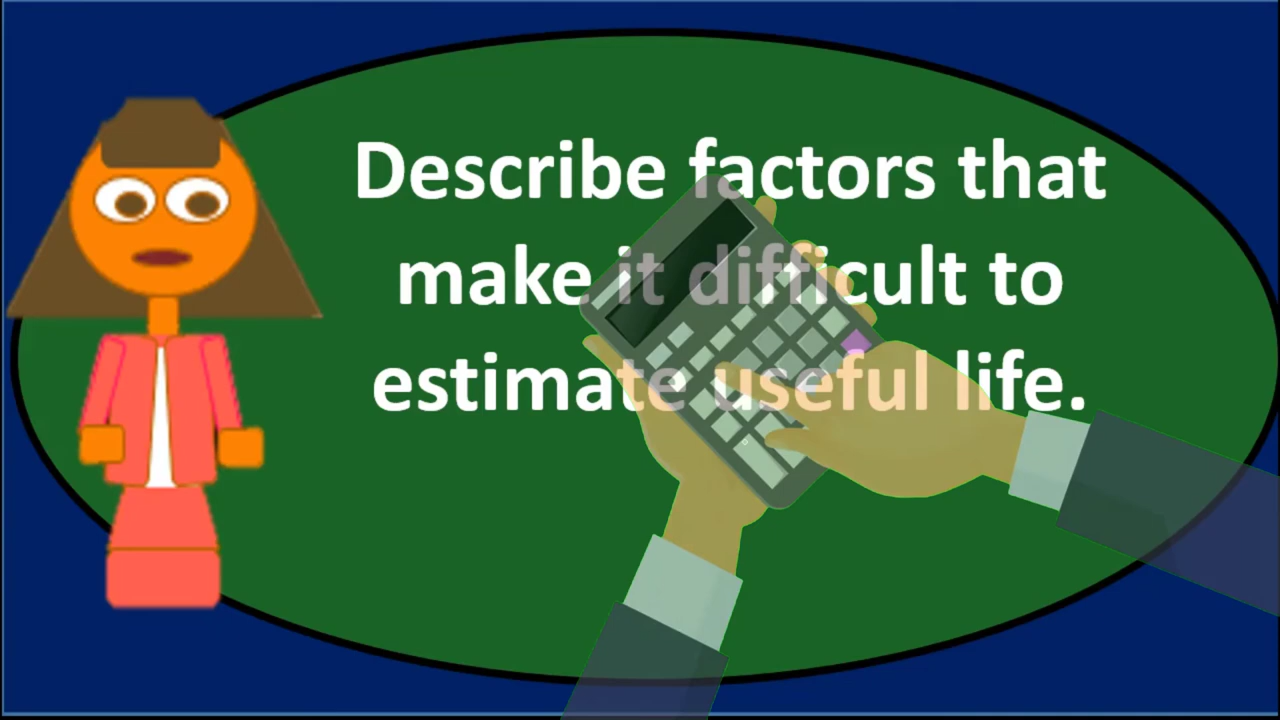 Describe factors that
make it difficult to
estimate useful life.